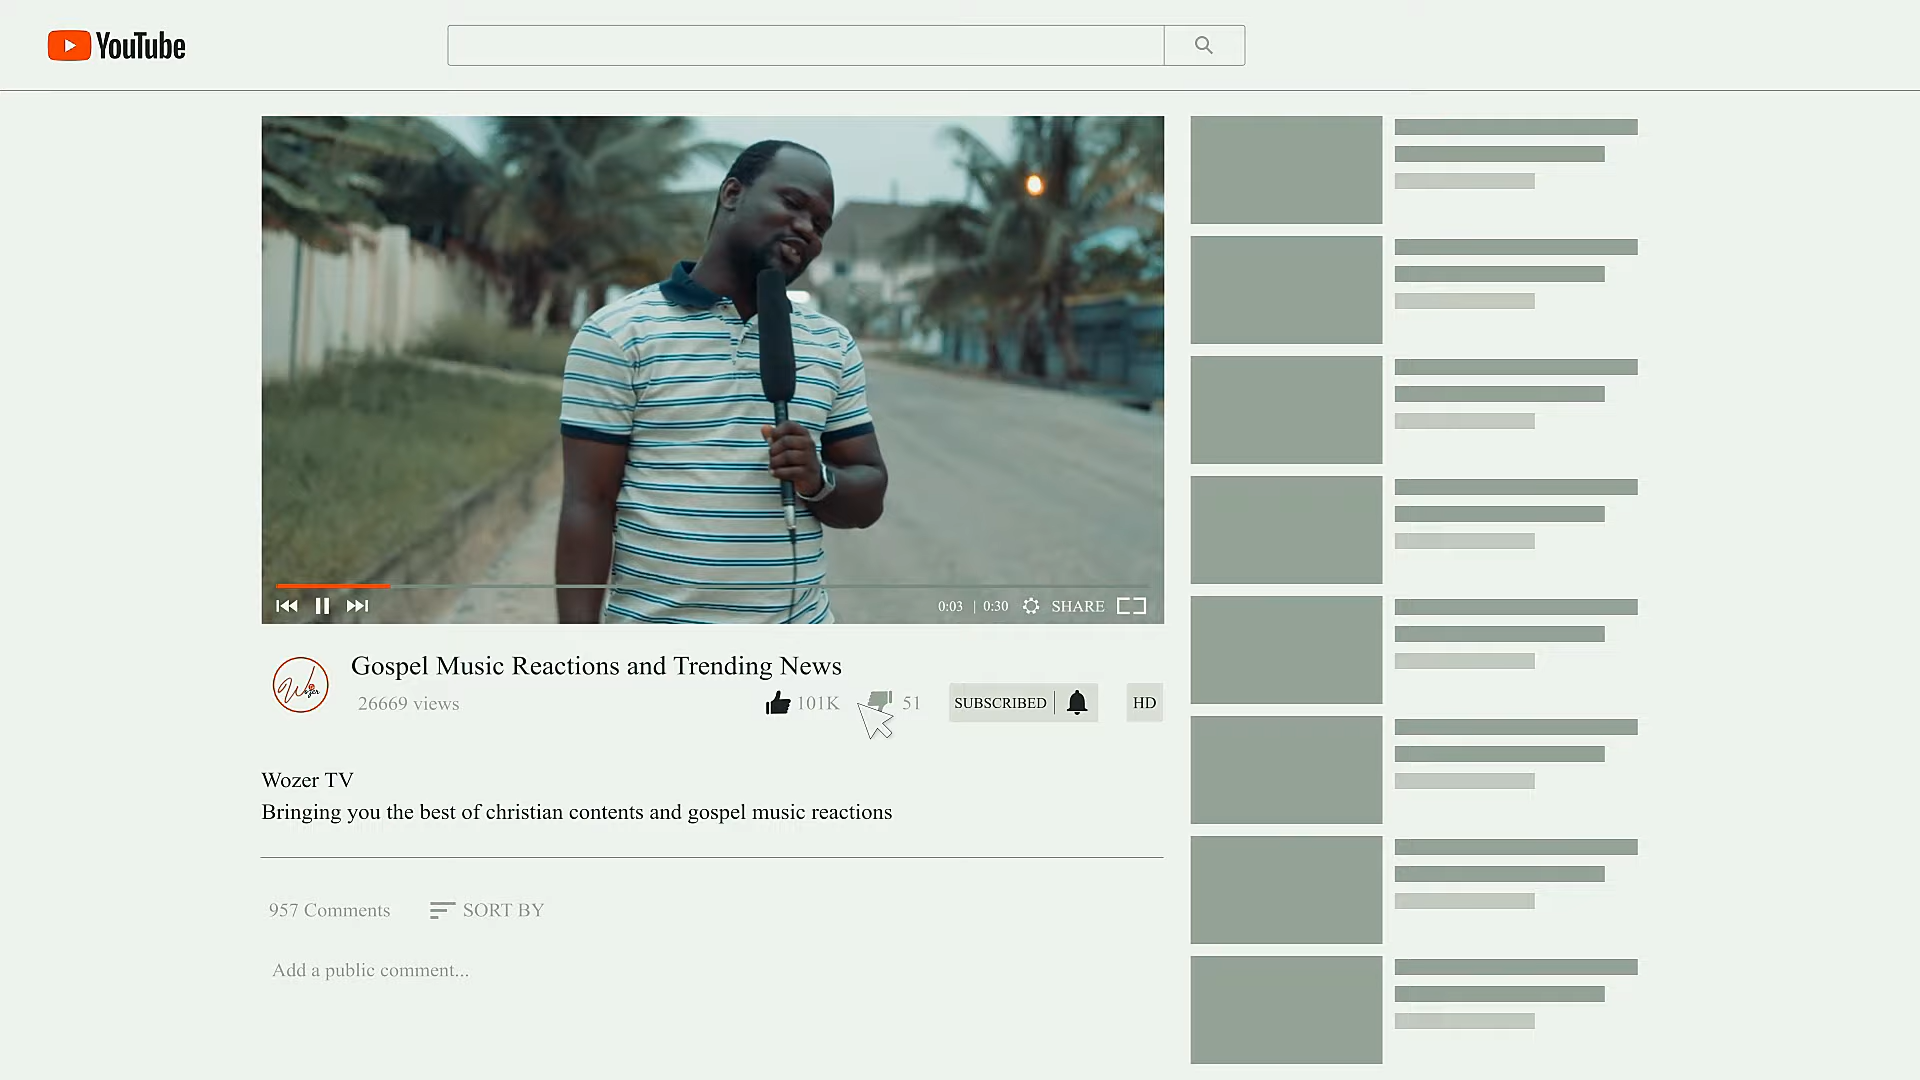 YouTube
0:03 | 0:30 SHARE
Wozer
Gospel Music Reactions and Trending News
26669 views
101K 51 SUBSCRIBED HD
Wozer TV
Bringing you the best of christian contents and gospel music reactions
957 Comments SORT BY
Add a public comment...